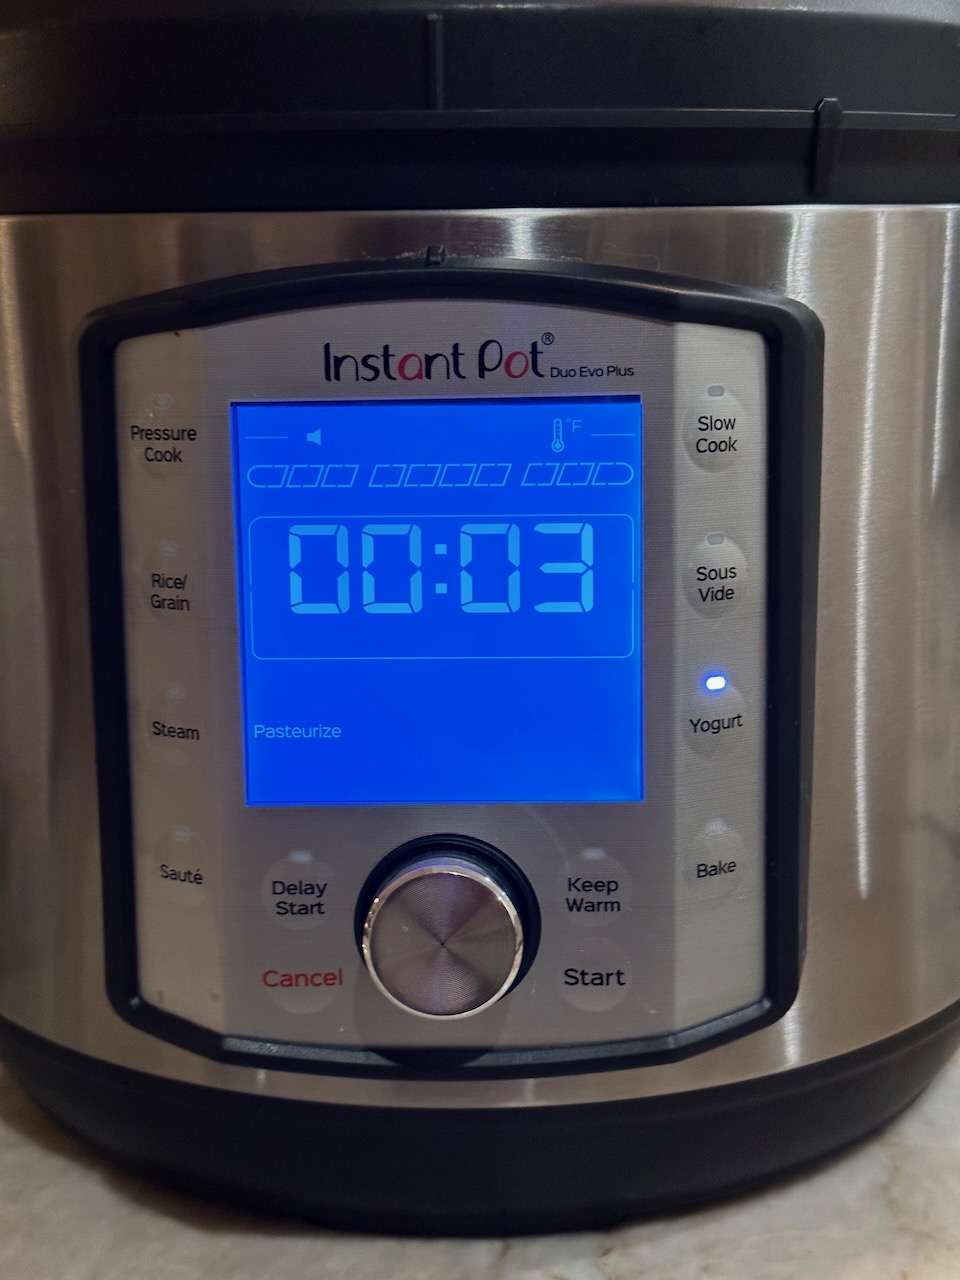 Instant Pot®
Duo Evo Plus
Pressure
Cook
Rice/
Grain
Steam
Sauté
°F
00:03
Pasteurize
Slow
Cook
Sous
Vide
Yogurt
Bake
Delay
Start
Keep
Warm
Cancel
Start